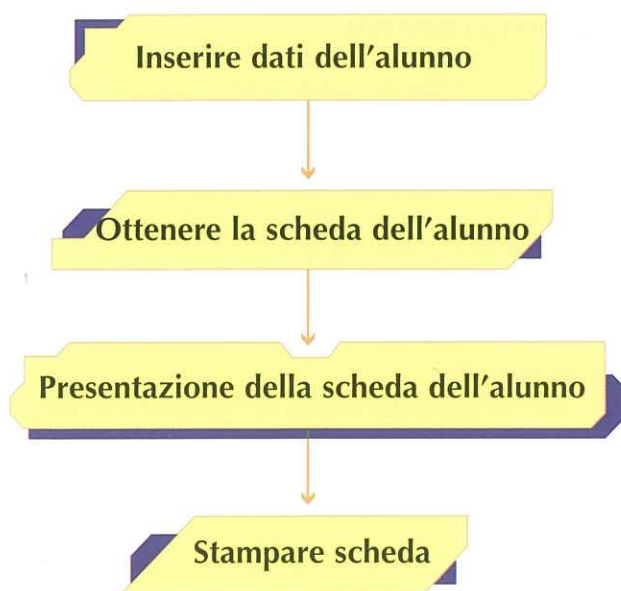 Inserire dati dell'alunno
Ottenere la scheda dell'alunno
Presentazione della scheda dell'alunno
Stampare scheda